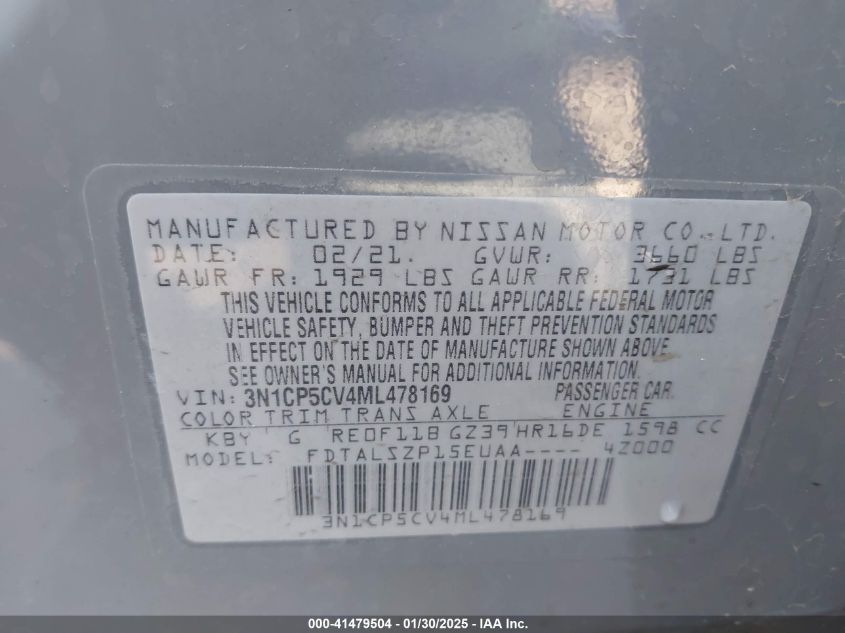 MANUFACTURED BY NISSAN MOTOR CO.,LTD.
DATE: 02/21. GVWR: 3660 LBS
GAWR FR: 1929 LBS GAWR RR: 1731 LBS
THIS VEHICLE CONFORMS TO ALL APPLICABLE FEDERAL MOTOR
VEHICLE SAFETY, BUMPER AND THEFT PREVENTION STANDARDS
IN EFFECT ON THE DATE OF MANUFACTURE SHOWN ABOVE.
SEE OWNER'S MANUAL FOR ADDITIONAL INFORMATION.
VIN: 3N1CP5CV4ML478169 PASSENGER CAR.
COLOR TRIM TRANS AXLE ENGINE
KBY G RE0F11B GZ39 HR16DE 1598 CC
MODEL: FDTALSZP15EUAA---- 4Z000
3N1CP5CV4ML478169
000-41479504 - 01/30/2025 - IAA Inc.